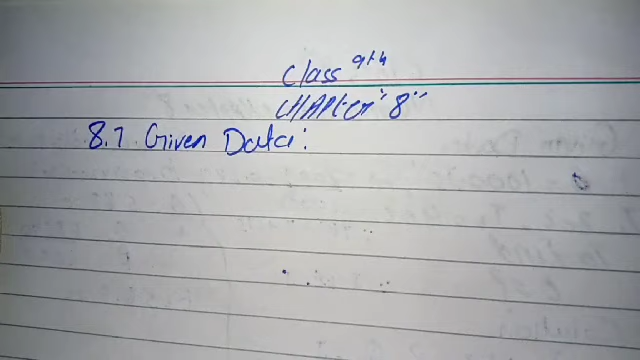 Class 9th
CHAPter "8"
8.1 Given Data: